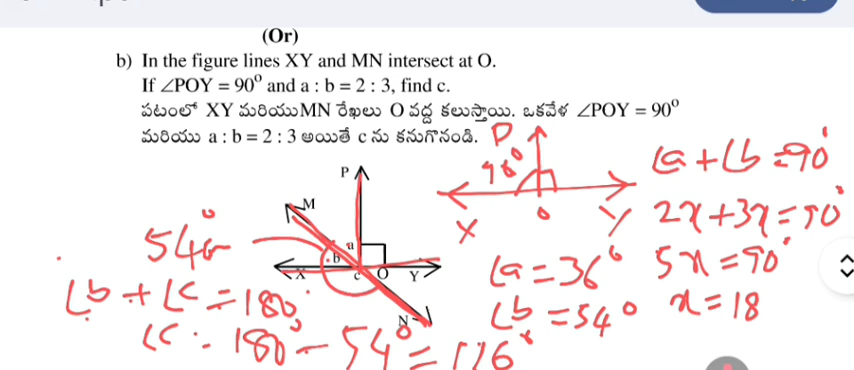 (Or)
b) In the figure lines XY and MN intersect at O.
If ∠POY = 90⁰ and a : b = 2 : 3, find c.
పటంలో XY మరియు MN రేఖలు O వద్ద కలుస్తాయి. ఒకవేళ ∠POY = 90⁰
మరియు a : b = 2 : 3 అయితే c ను కనుగొనండి.
P
90°
X O Y
∠a + ∠b = 90°
2x + 3x = 90°
5x = 90°
x = 18
∠a = 36°
∠b = 54°
P
M
a
b
X c O Y
N
54°
∠b + ∠c = 180°
∠c = 180° - 54° = 126°